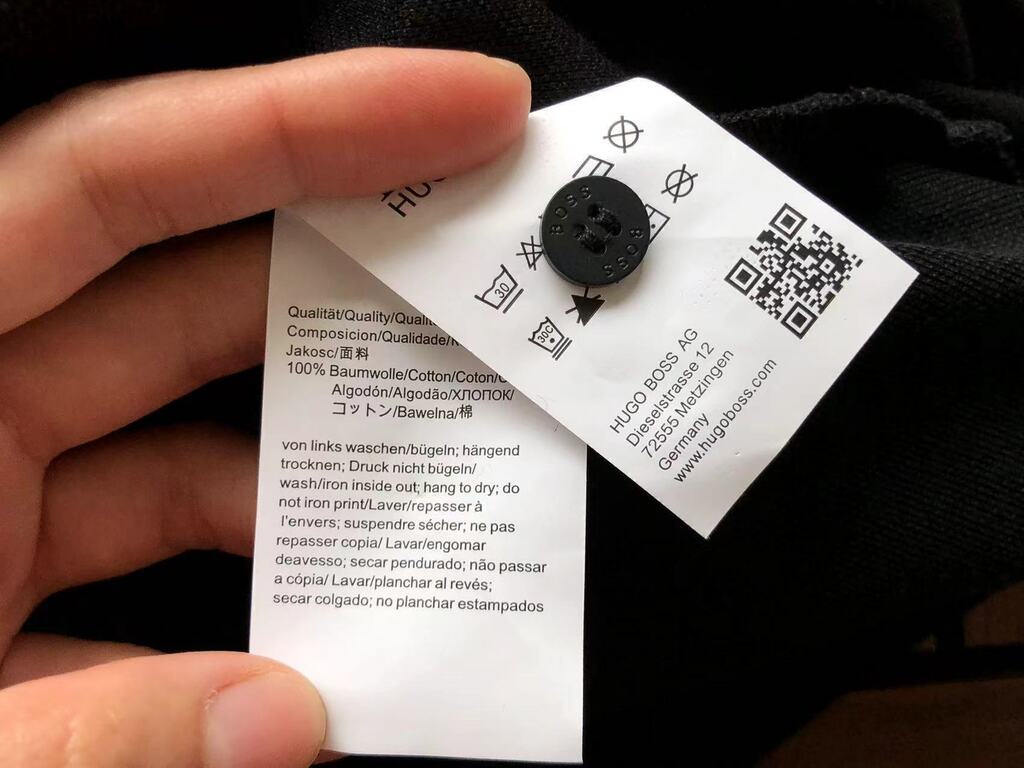 HUGO
BOSS BOSS
30
30C
HUGO BOSS AG
Dieselstrasse 12
72555 Metzingen
Germany
www.hugoboss.com
Qualität/Quality/
Composicion/Qualidade/
Jakosc/面料
100% Baumwolle/Cotton/Coton/
Algodón/Algodão/ХЛОПОК/
コットン/Bawelna/棉
von links waschen/bügeln; hängend
trocknen; Druck nicht bügeln/
wash/iron inside out; hang to dry; do
not iron print/Laver/repasser à
l'envers; suspendre sécher; ne pas
repasser copia/ Lavar/engomar
deavesso; secar pendurado; não passar
a cópia/ Lavar/planchar al revés;
secar colgado; no planchar estampados